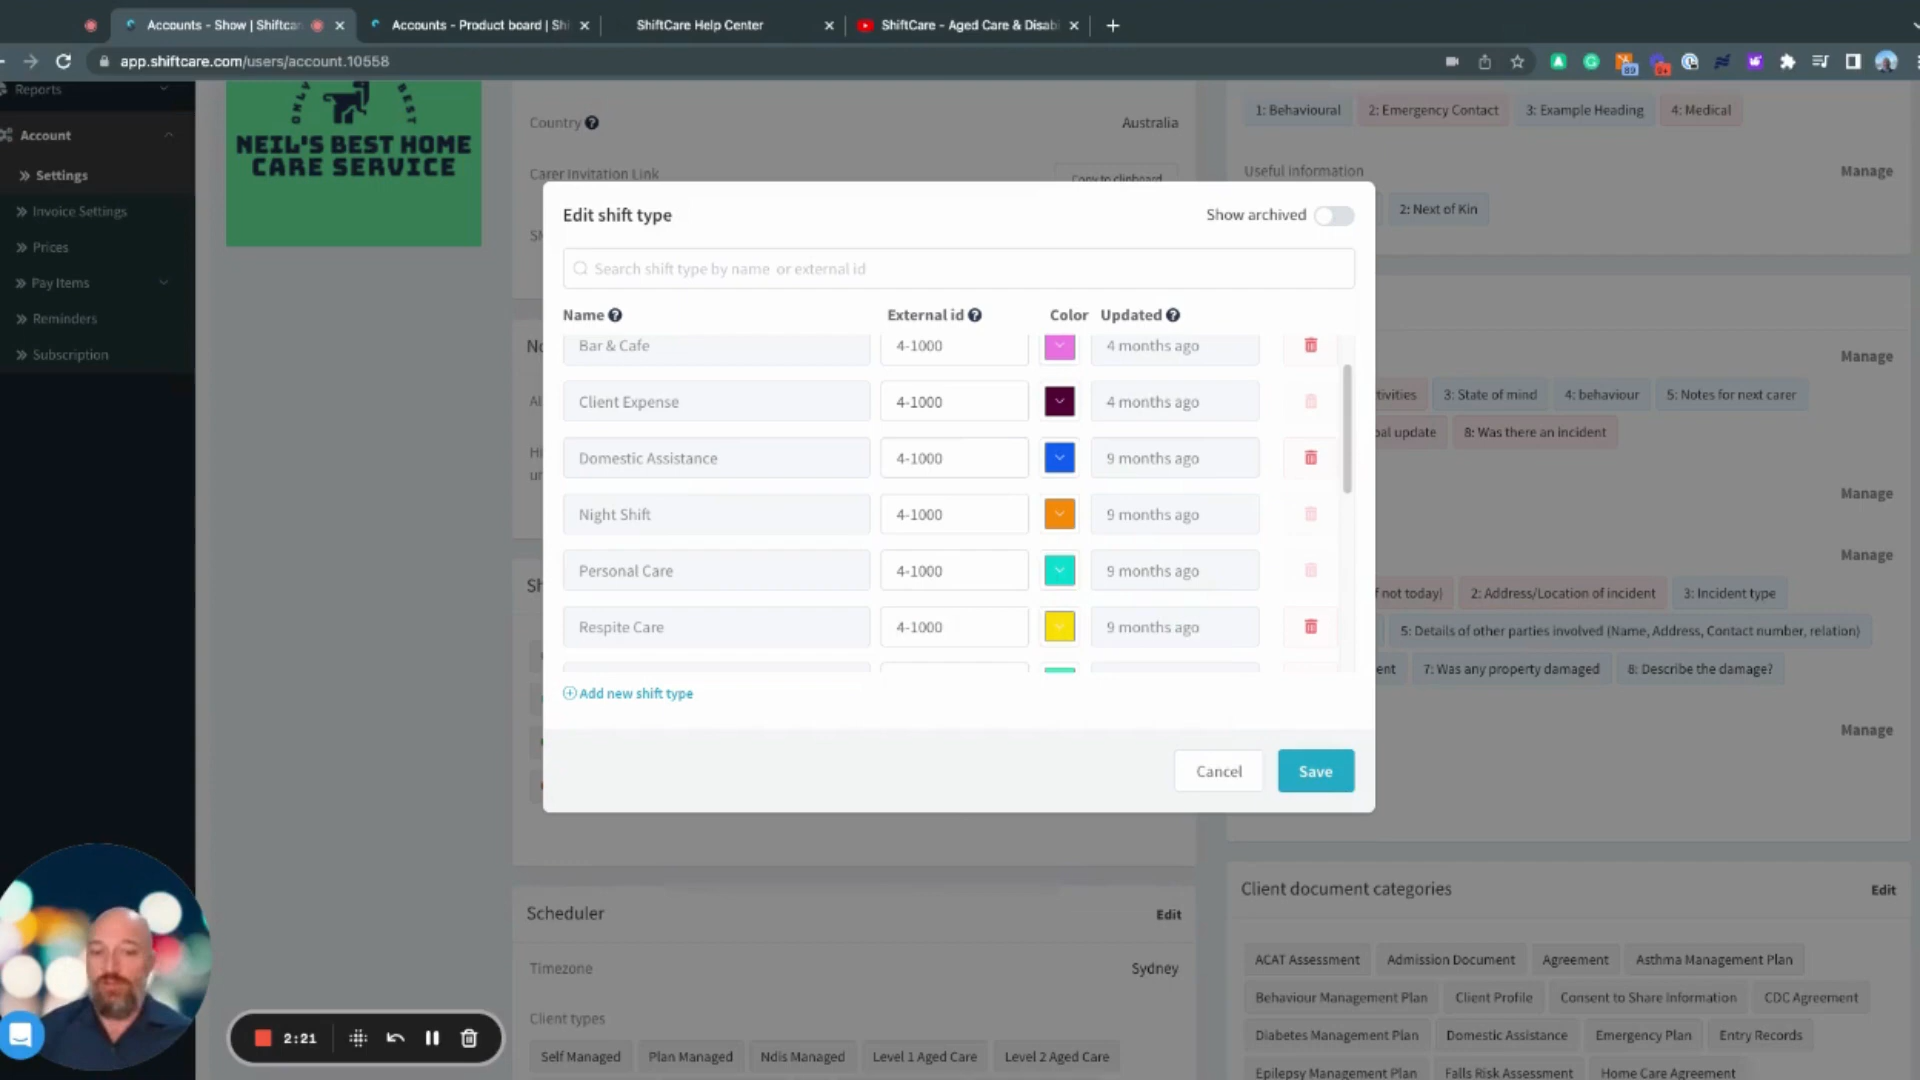 Accounts - Show | Shiftcar
Accounts - Product board | Shi
ShiftCare Help Center
ShiftCare - Aged Care & Disabi
app.shiftcare.com/users/account.10558
89
9+
Reports
Account
Settings
Invoice Settings
Prices
Pay Items
Reminders
Subscription
ONLY BEST
NEIL'S BEST HOME
CARE SERVICE
Country
Australia
Carer Invitation Link
Copy to clipboard
1: Behavioural
2: Emergency Contact
3: Example Heading
4: Medical
Useful information
Manage
2: Next of Kin
Edit shift type
Show archived
Search shift type by name or external id
Name
External id
Color
Updated
Bar & Cafe
4-1000
4 months ago
Client Expense
4-1000
4 months ago
Domestic Assistance
4-1000
9 months ago
Night Shift
4-1000
9 months ago
Personal Care
4-1000
9 months ago
Respite Care
4-1000
9 months ago
Add new shift type
Cancel
Save
Manage
tivities
3: State of mind
4: behaviour
5: Notes for next carer
bal update
8: Was there an incident
Manage
Manage
f not today)
2: Address/Location of incident
3: Incident type
5: Details of other parties involved (Name, Address, Contact number, relation)
ent
7: Was any property damaged
8: Describe the damage?
Manage
Scheduler
Edit
Timezone
Sydney
Client types
Self Managed
Plan Managed
Ndis Managed
Level 1 Aged Care
Level 2 Aged Care
Client document categories
Edit
ACAT Assessment
Admission Document
Agreement
Asthma Management Plan
Behaviour Management Plan
Client Profile
Consent to Share Information
CDC Agreement
Diabetes Management Plan
Domestic Assistance
Emergency Plan
Entry Records
Epilepsy Management Plan
Falls Risk Assessment
Home Care Agreement
2:21